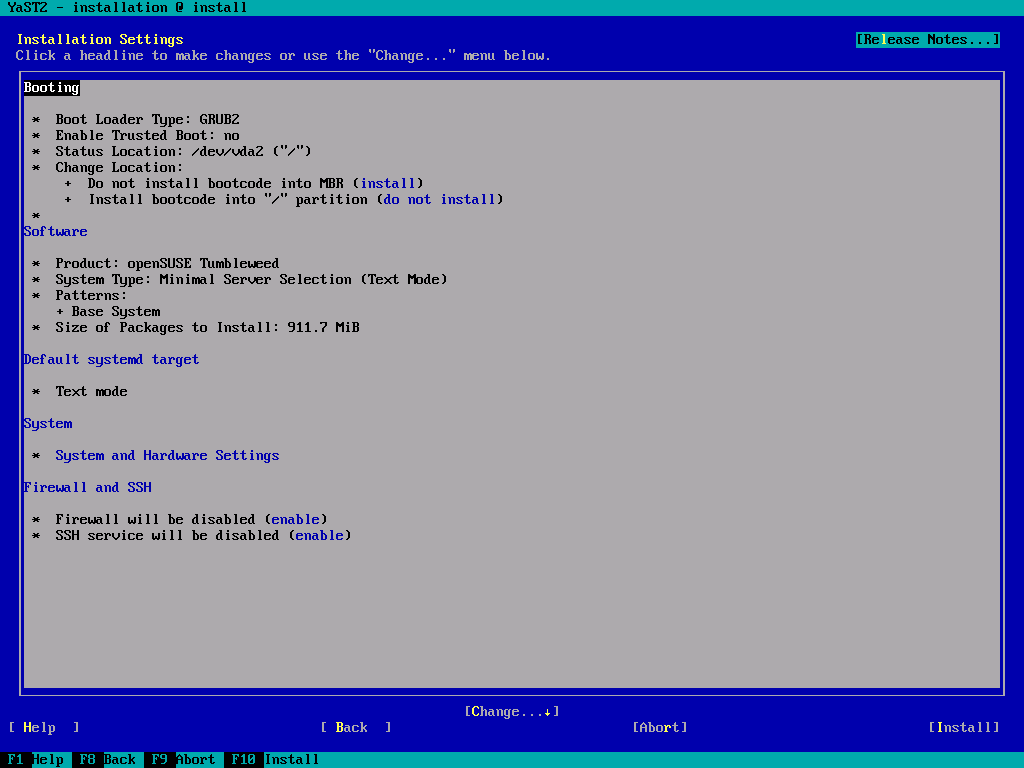 YaST2 - installation @ install
Installation Settings [Release Notes...]
Click a headline to make changes or use the "Change..." menu below.
Booting
* Boot Loader Type: GRUB2
* Enable Trusted Boot: no
* Status Location: /dev/vda2 ("/")
* Change Location:
+ Do not install bootcode into MBR (install)
+ Install bootcode into "/" partition (do not install)
*
Software
* Product: openSUSE Tumbleweed
* System Type: Minimal Server Selection (Text Mode)
* Patterns:
+ Base System
* Size of Packages to Install: 911.7 MiB
Default systemd target
* Text mode
System
* System and Hardware Settings
Firewall and SSH
* Firewall will be disabled (enable)
* SSH service will be disabled (enable)
[Change...↓]
[ Help ] [ Back ] [Abort] [Install]
F1 Help F8 Back F9 Abort F10 Install